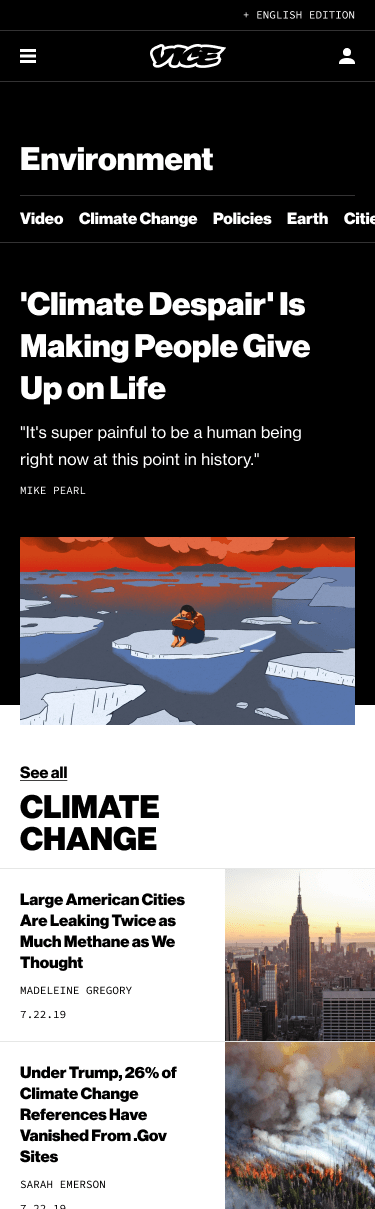 + ENGLISH EDITION
VICE
Environment
Video Climate Change Policies Earth Citie
'Climate Despair' Is
Making People Give
Up on Life
"It's super painful to be a human being
right now at this point in history."
MIKE PEARL
See all
CLIMATE
CHANGE
Large American Cities
Are Leaking Twice as
Much Methane as We
Thought
MADELEINE GREGORY
7.22.19
Under Trump, 26% of
Climate Change
References Have
Vanished From .Gov
Sites
SARAH EMERSON
7.22.19